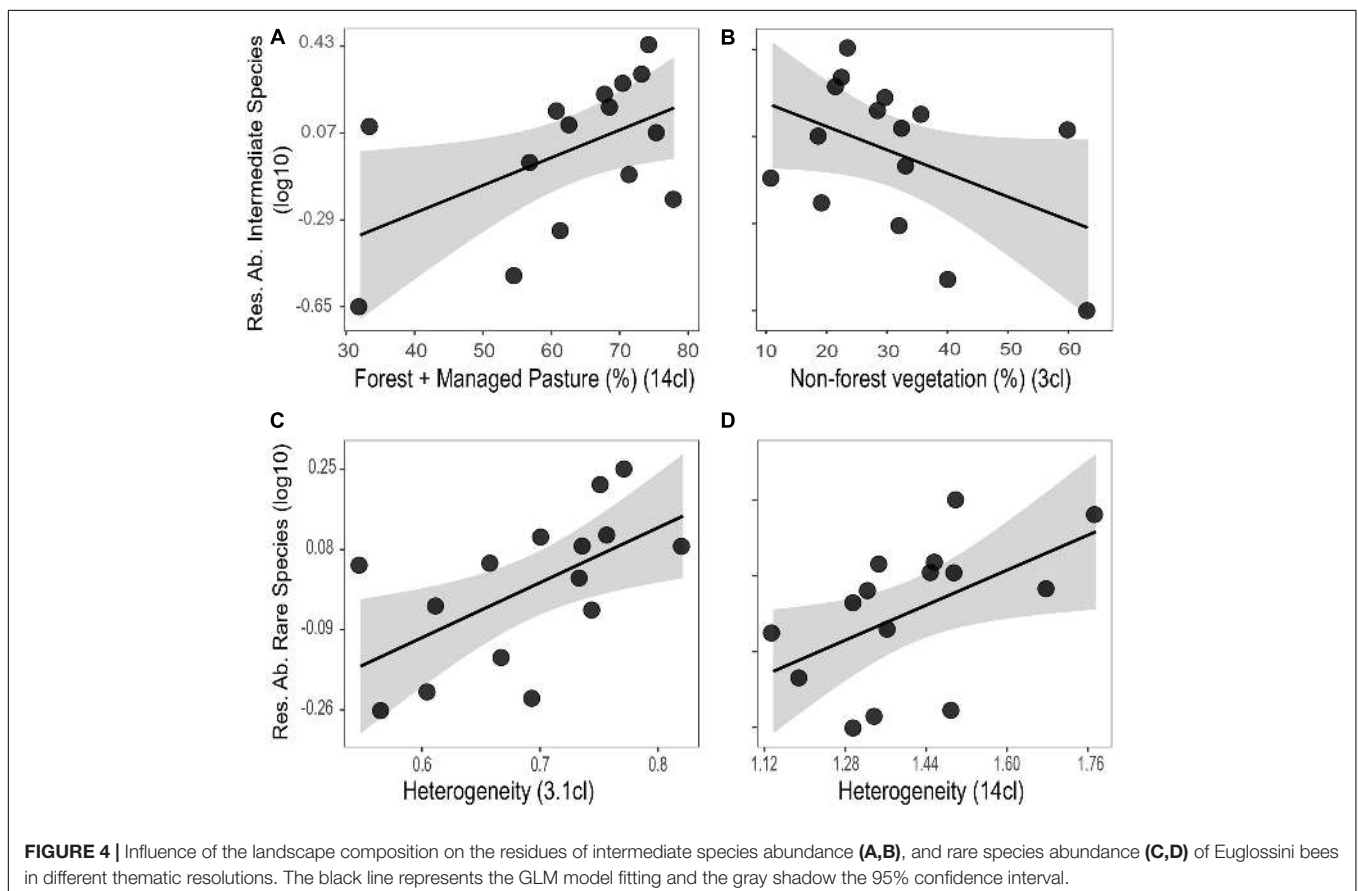 A
B
Res. Ab. Intermediate Species
(log10)
0.43
0.07
-0.29
-0.65
30 40 50 60 70 80
10 20 30 40 50 60
Forest + Managed Pasture (%) (14cl)
Non-forest vegetation (%) (3cl)
C
D
Res. Ab. Rare Species (log10)
0.25
0.08
-0.09
-0.26
0.6 0.7 0.8
1.12 1.28 1.44 1.60 1.76
Heterogeneity (3.1cl)
Heterogeneity (14cl)
FIGURE 4 | Influence of the landscape composition on the residues of intermediate species abundance (A,B), and rare species abundance (C,D) of Euglossini bees
in different thematic resolutions. The black line represents the GLM model fitting and the gray shadow the 95% confidence interval.